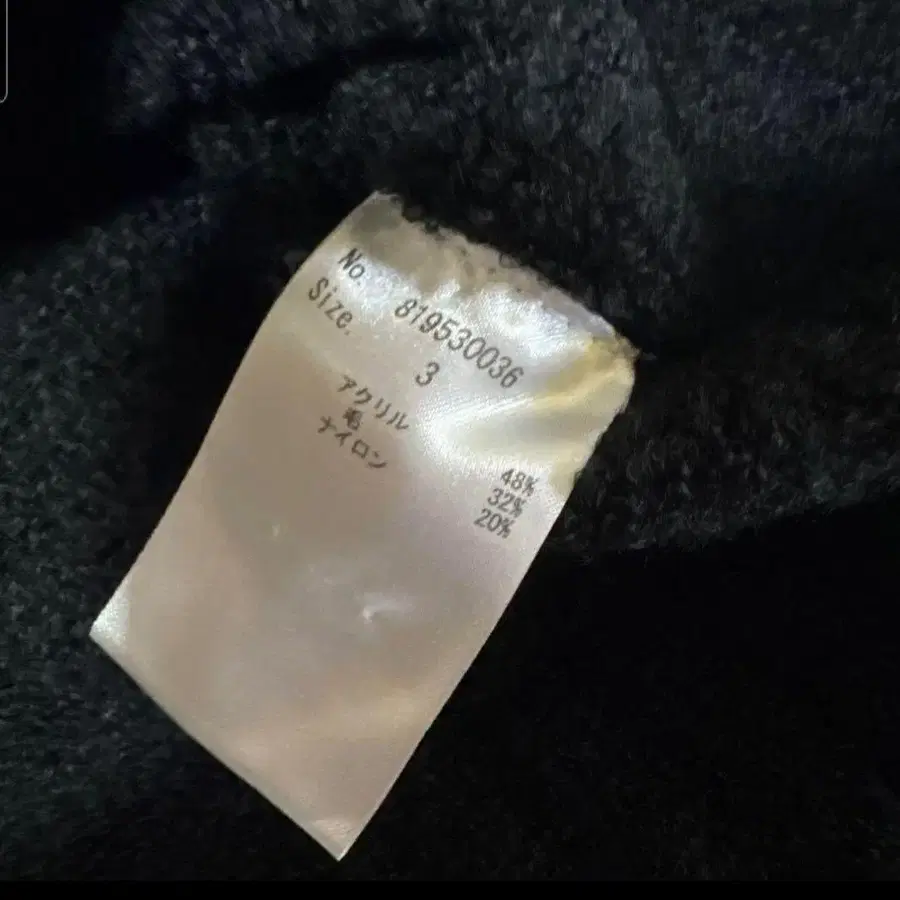 No. 819530036
Size. 3
アクリル 48%
毛 32%
ナイロン 20%